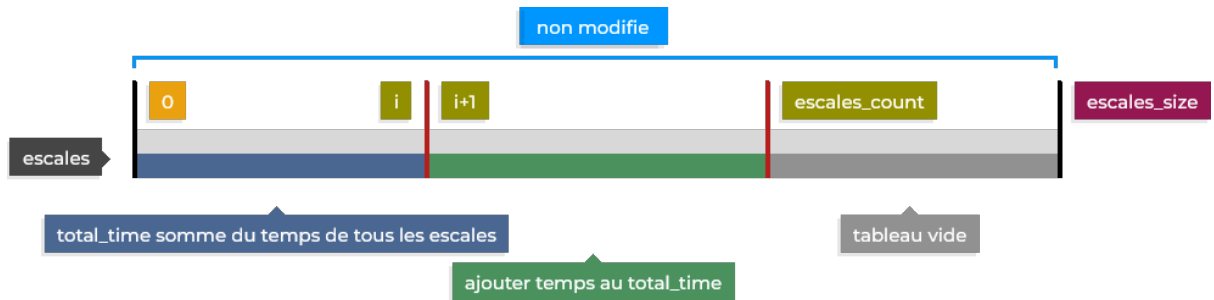 non modifie
0
i
i+1
escales_count
escales_size
escales
total_time somme du temps de tous les escales
tableau vide
ajouter temps au total_time